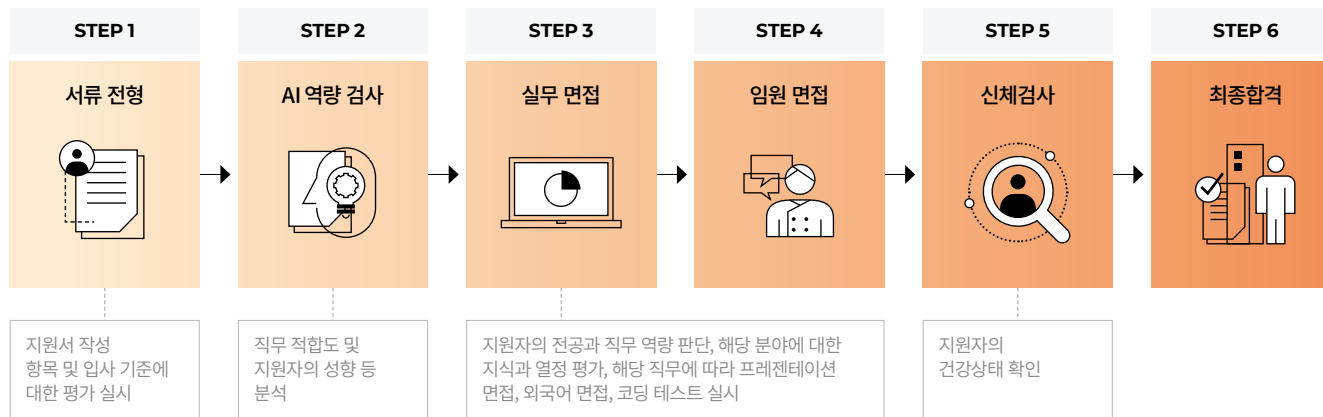 STEP 1
서류 전형
지원서 작성
항목 및 입사 기준에
대한 평가 실시
STEP 2
AI 역량 검사
직무 적합도 및
지원자의 성향 등
분석
STEP 3
실무 면접
STEP 4
임원 면접
지원자의 전공과 직무 역량 판단, 해당 분야에 대한
지식과 열정 평가, 해당 직무에 따라 프레젠테이션
면접, 외국어 면접, 코딩 테스트 실시
STEP 5
신체검사
지원자의
건강상태 확인
STEP 6
최종합격